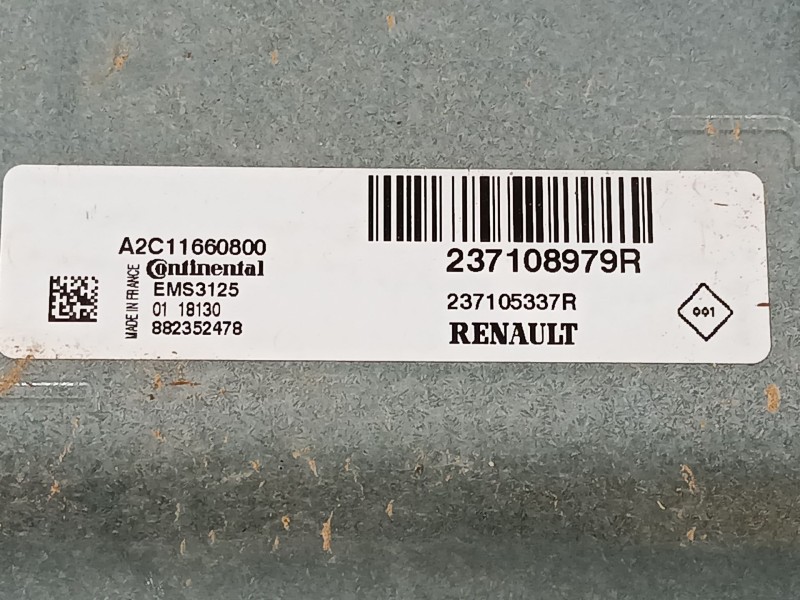 A2C11660800
Continental
EMS3125
01 18130
882352478
MADE IN FRANCE
237108979R
237105337R
RENAULT
001